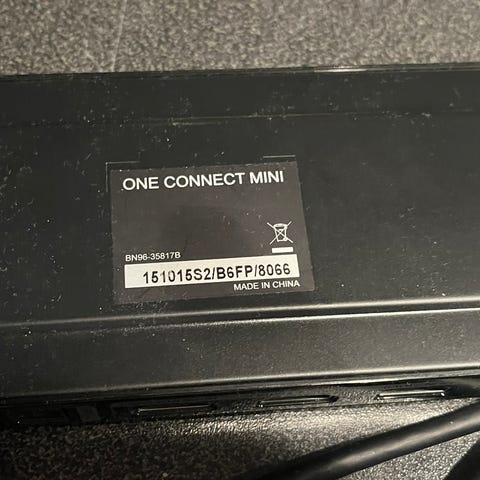 ONE CONNECT MINI
BN96-35817B
151015S2/B6FP/8066
MADE IN CHINA